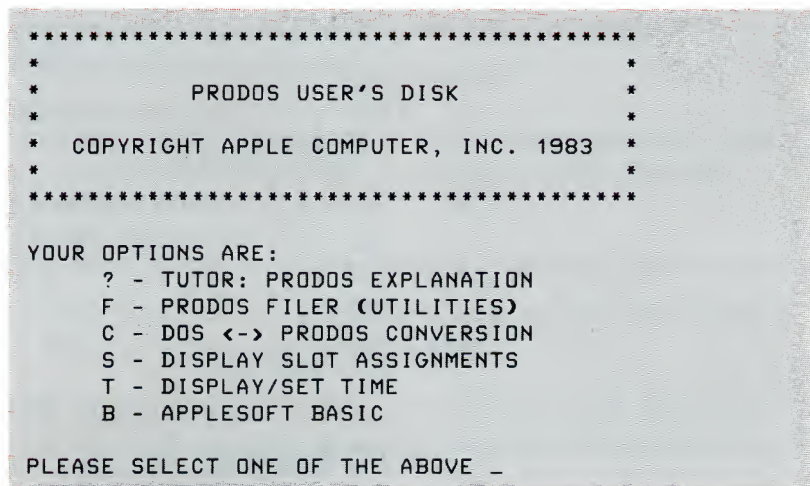 ****************************************
*                                      *
*          PRODOS USER'S DISK          *
*                                      *
*  COPYRIGHT APPLE COMPUTER, INC. 1983  *
*                                      *
****************************************
YOUR OPTIONS ARE:
? - TUTOR: PRODOS EXPLANATION
F - PRODOS FILER (UTILITIES)
C - DOS <-> PRODOS CONVERSION
S - DISPLAY SLOT ASSIGNMENTS
T - DISPLAY/SET TIME
B - APPLESOFT BASIC
PLEASE SELECT ONE OF THE ABOVE _